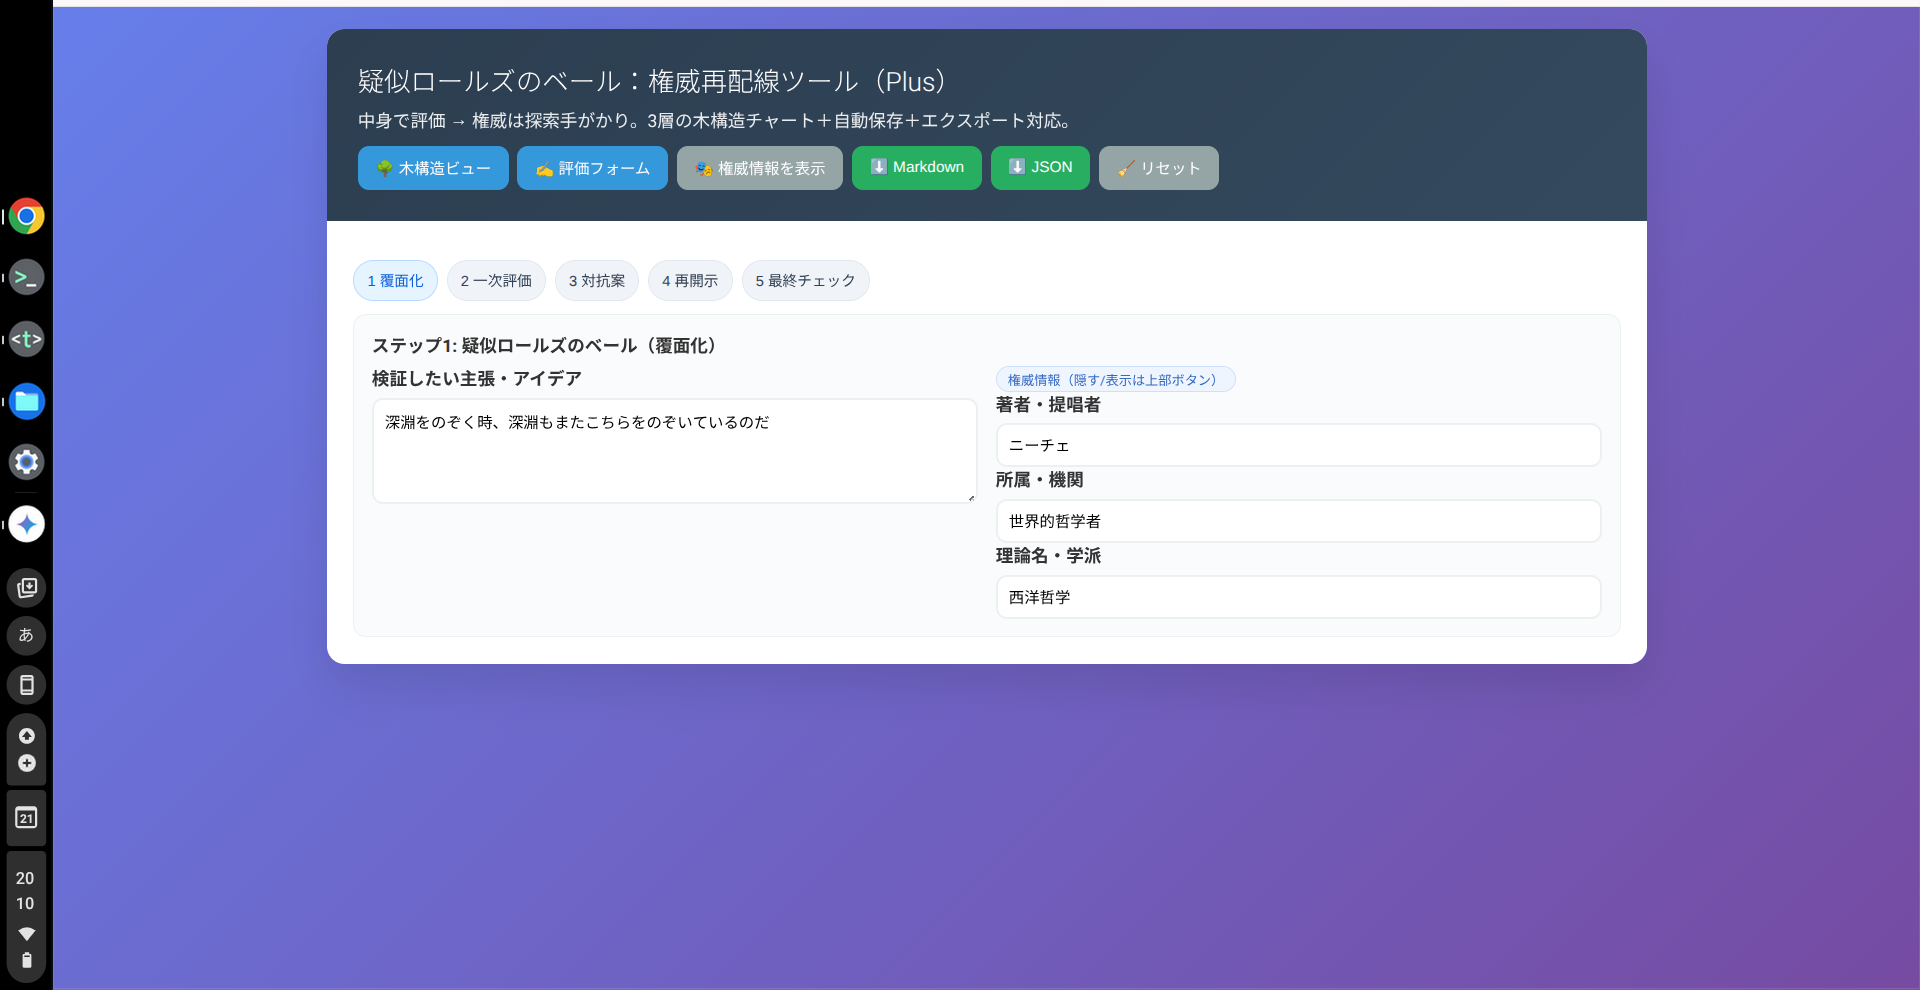 疑似ロールズのベール：権威再配線ツール（Plus）
中身で評価 → 権威は探索手がかり。3層の木構造チャート＋自動保存＋エクスポート対応。
木構造ビュー
評価フォーム
権威情報を表示
Markdown
JSON
リセット
1 覆面化
2 一次評価
3 対抗案
4 再開示
5 最終チェック
ステップ1: 疑似ロールズのベール（覆面化）
検証したい主張・アイデア
深淵をのぞく時、深淵もまたこちらをのぞいているのだ
権威情報（隠す/表示は上部ボタン）
著者・提唱者
ニーチェ
所属・機関
世界的哲学者
理論名・学派
西洋哲学
>_
<t>
あ
21
20
10